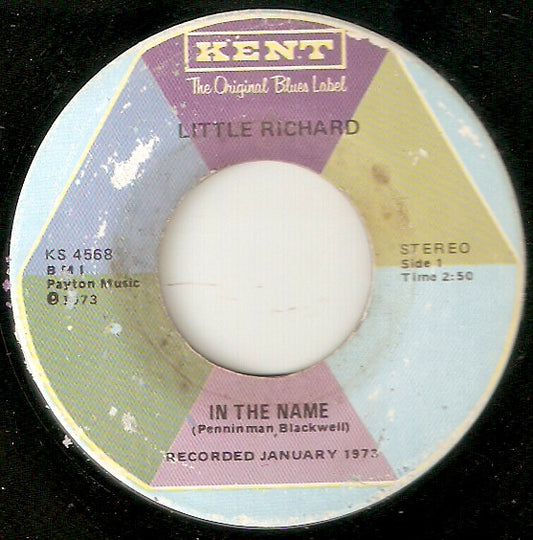 KENT
The Original Blues Label
LITTLE RICHARD
KS 4568
BMI
Payton Music
℗ 1973
STEREO
Side 1
Time 2:50
IN THE NAME
(Penninman, Blackwell)
RECORDED JANUARY 1973